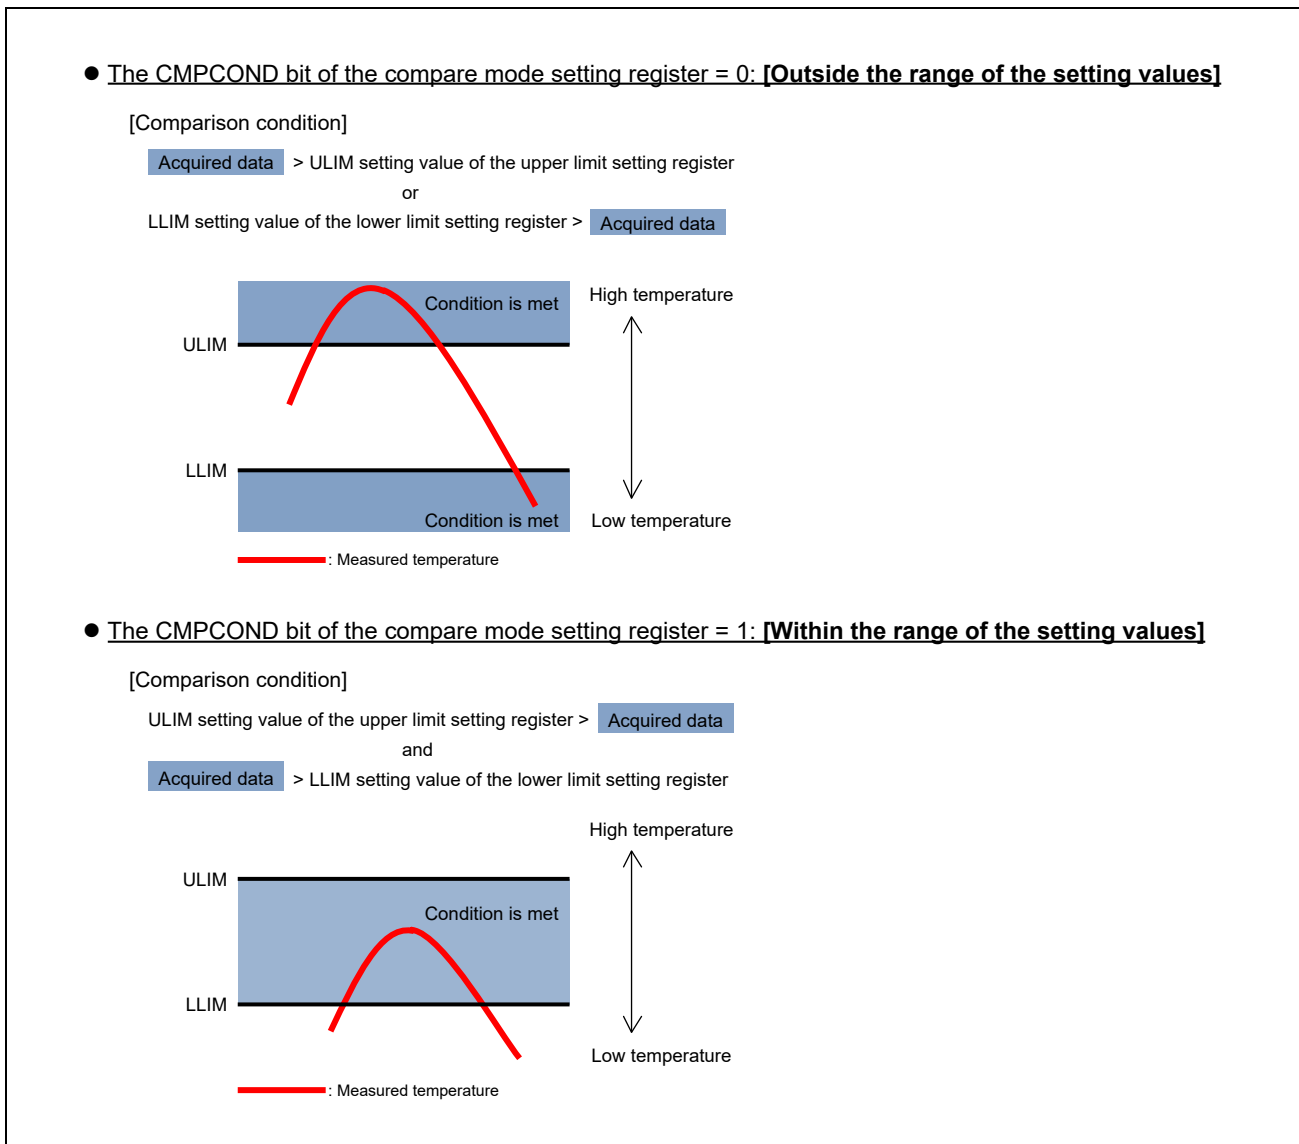 ● The CMPCOND bit of the compare mode setting register = 0: [Outside the range of the setting values]
[Comparison condition]
Acquired data > ULIM setting value of the upper limit setting register
or
LLIM setting value of the lower limit setting register > Acquired data
Condition is met
High temperature
ULIM
LLIM
Condition is met
Low temperature
: Measured temperature
● The CMPCOND bit of the compare mode setting register = 1: [Within the range of the setting values]
[Comparison condition]
ULIM setting value of the upper limit setting register > Acquired data
and
Acquired data > LLIM setting value of the lower limit setting register
High temperature
ULIM
Condition is met
LLIM
Low temperature
: Measured temperature